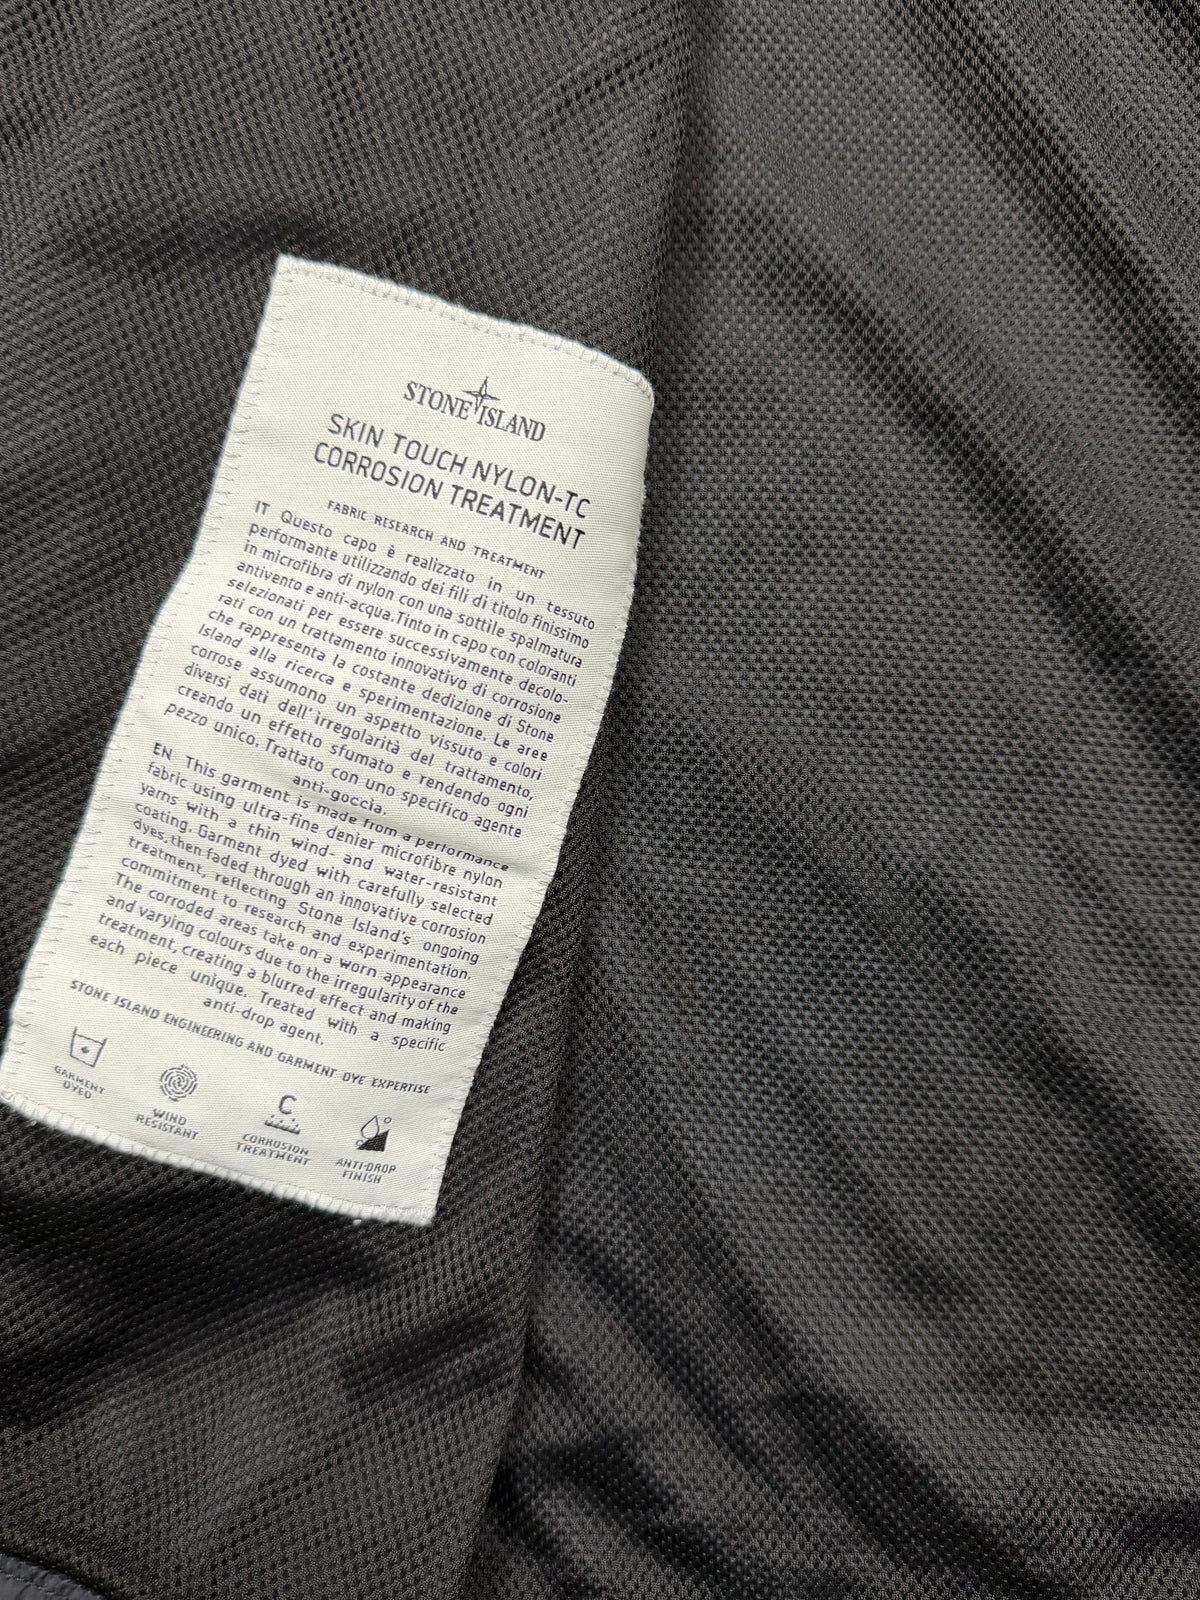 STONE ISLAND
SKIN TOUCH NYLON-TC
CORROSION TREATMENT
FABRIC RESEARCH AND TREATMENT
IT Questo capo è realizzato in un tessuto
performante utilizzando dei fili di titolo finissimo
in microfibra di nylon con una sottile spalmatura
antivento e anti-acqua.Tinto in capo con coloranti
selezionati per essere successivamente decolo-
rati con un trattamento innovativo di corrosione
che rappresenta la costante dedizione di Stone
Island alla ricerca e sperimentazione. Le aree
corrose assumono un aspetto vissuto e colori
diversi dati dell'irregolarità del trattamento,
creando un effetto sfumato e rendendo ogni
pezzo unico. Trattato con uno specifico agente
anti-goccia.
EN This garment is made from a performance
fabric using ultra-fine denier microfibre nylon
yarns with a thin wind- and water-resistant
coating. Garment dyed with carefully selected
dyes, then faded through an innovative corrosion
treatment, reflecting Stone Island's ongoing
commitment to research and experimentation.
The corroded areas take on a worn appearance
and varying colours due to the irregularity of the
treatment, creating a blurred effect and making
each piece unique. Treated with a specific
anti-drop agent.
STONE ISLAND ENGINEERING AND GARMENT DYE EXPERTISE
GARMENT
DYED
WIND
RESISTANT
C
CORROSION
TREATMENT
ANTI-DROP
FINISH